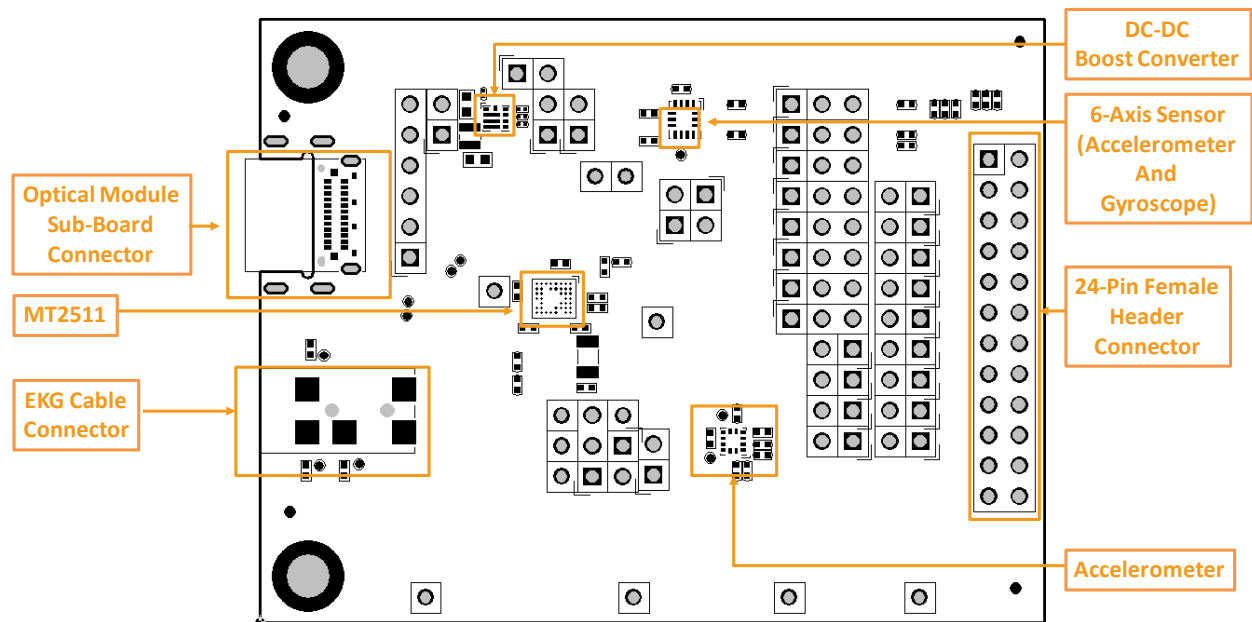 DC-DC
Boost Converter
6-Axis Sensor
(Accelerometer
And
Gyroscope)
Optical Module
Sub-Board
Connector
MT2511
24-Pin Female
Header
Connector
EKG Cable
Connector
Accelerometer